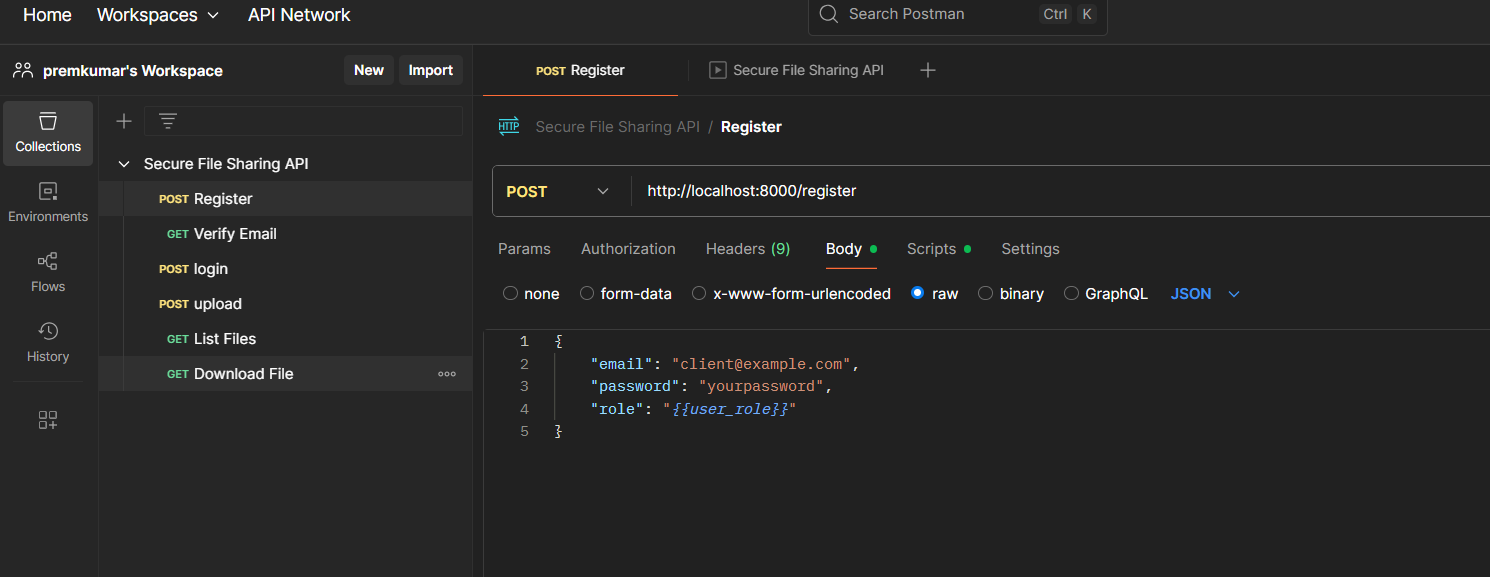 Home Workspaces API Network Search Postman Ctrl K
premkumar's Workspace New Import
POST Register Secure File Sharing API
Collections
Environments
Flows
History
Secure File Sharing API
POST Register
GET Verify Email
POST login
POST upload
GET List Files
GET Download File
HTTP Secure File Sharing API / Register
POST http://localhost:8000/register
Params Authorization Headers (9) Body Scripts Settings
none form-data x-www-form-urlencoded raw binary GraphQL JSON
1 {
2 "email": "client@example.com",
3 "password": "yourpassword",
4 "role": "{{user_role}}"
5 }